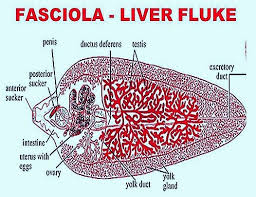 FASCIOLA - LIVER FLUKE
penis
ductus deferens
testis
posterior
sucker
excretory
duct
anterior
sucker
intestine
uterus with
eggs
ovary
yolk duct
yolk
gland